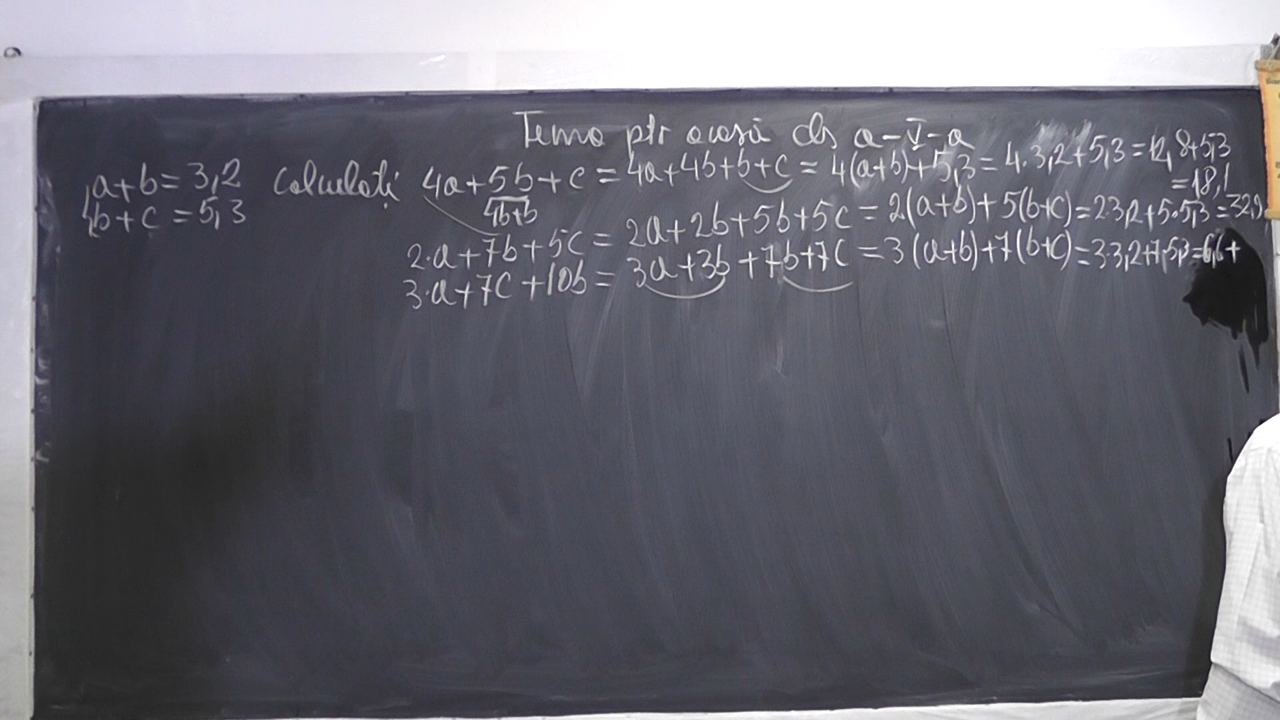 Temo ptr acasă cls a-V-a
a+b=3,2 Calculați 4a+5b+c=4a+4b+b+c=4(a+b)+5,3=4.3,2+5,3=12,8+5,3
=18,1
b+c=5,3
4b+b
2.a+7b+5c=2a+2b+5b+5c=2(a+b)+5(b+c)=2.3,2+5.5,3=32,9
3.a+7c+10b=3a+3b+7b+7c=3(a+b)+7(b+c)=3.3,2+7.5,3=